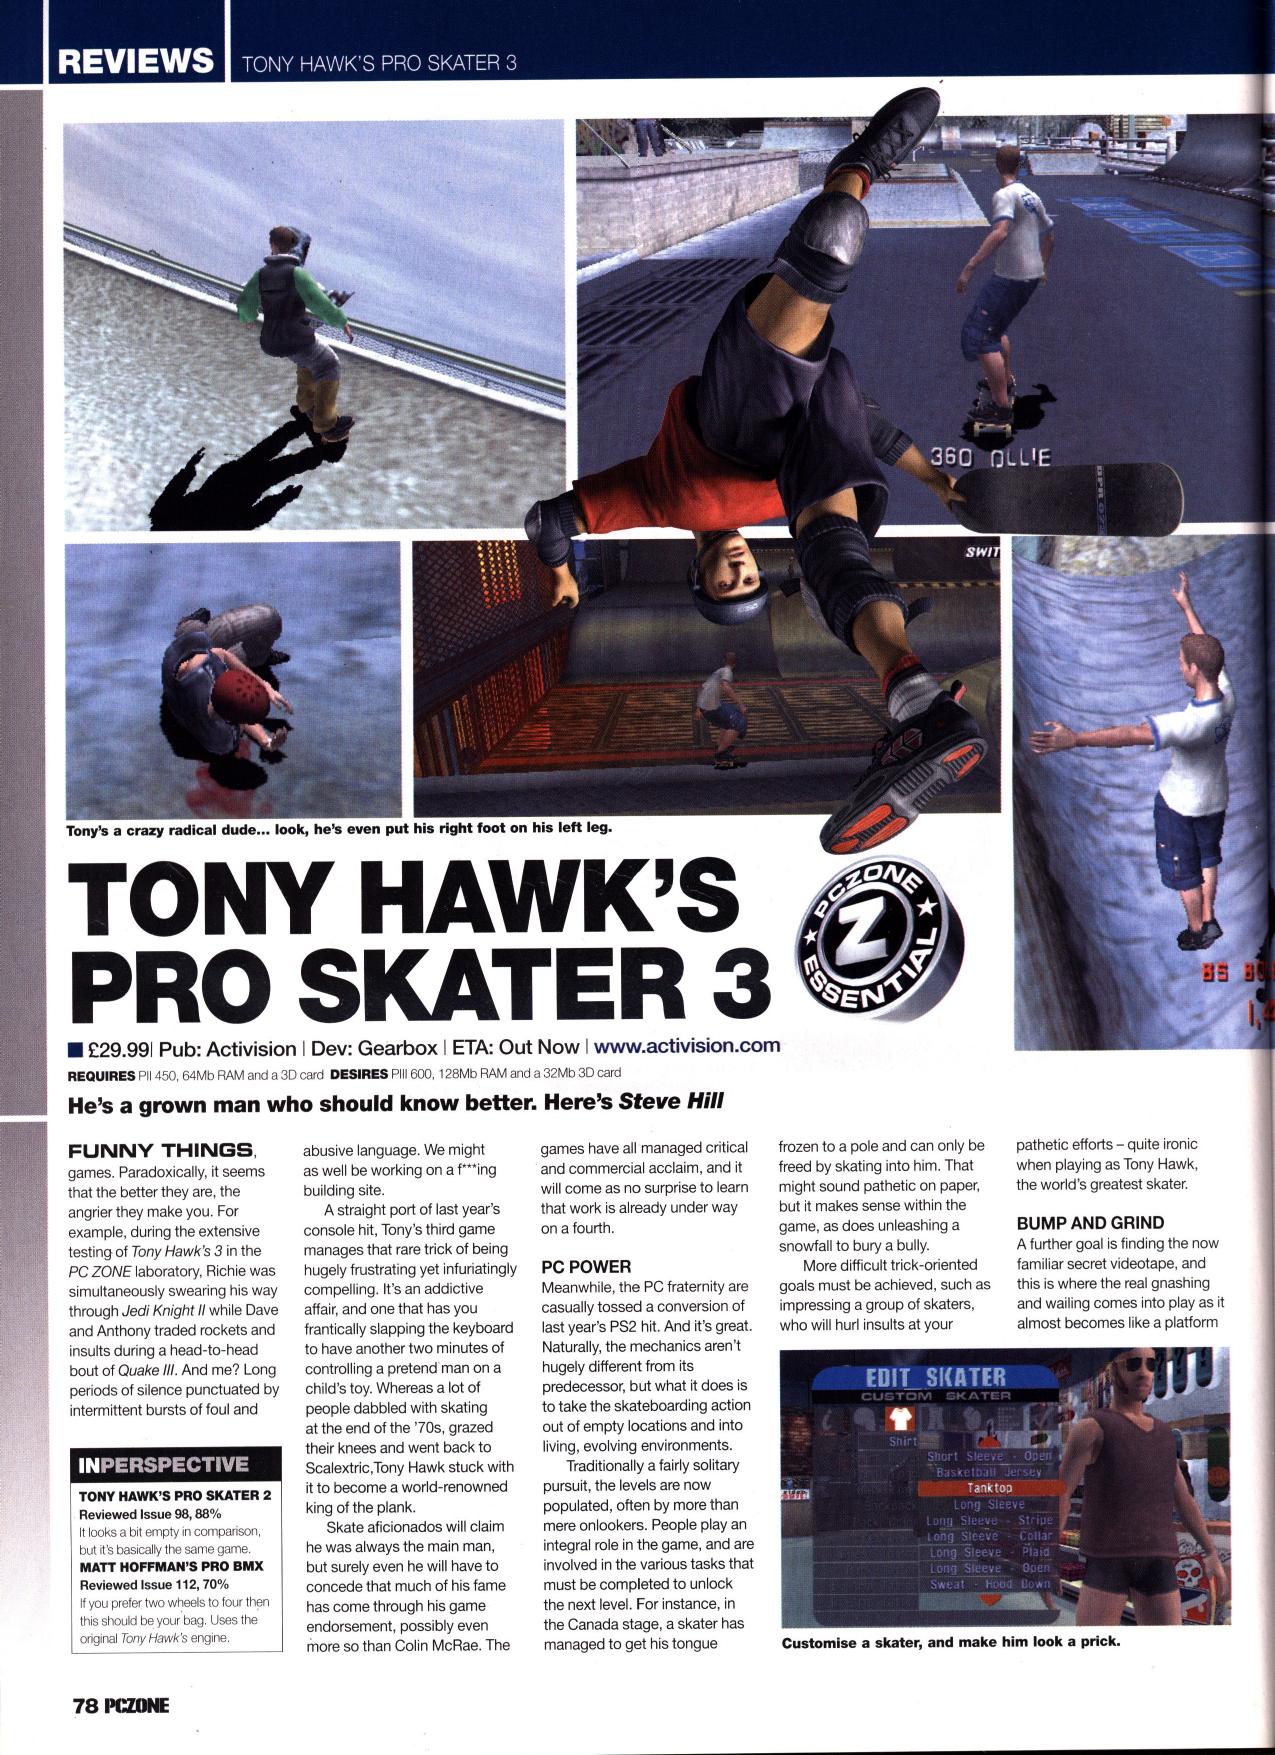 REVIEWS
TONY HAWK'S PRO SKATER 3
360 OLLIE
SWIT
Tony's a crazy radical dude... look, he's even put his right foot on his left leg.
TONY HAWK'S
PRO SKATER 3
PCZONE
Z
ESSENTIAL
BS BO
1,4
■ £29.99| Pub: Activision | Dev: Gearbox | ETA: Out Now | www.activision.com
REQUIRES PII 450, 64Mb RAM and a 3D card DESIRES PIII 600, 128Mb RAM and a 32Mb 3D card
He's a grown man who should know better. Here's Steve Hill
FUNNY THINGS,
games. Paradoxically, it seems
that the better they are, the
angrier they make you. For
example, during the extensive
testing of Tony Hawk's 3 in the
PC ZONE laboratory, Richie was
simultaneously swearing his way
through Jedi Knight II while Dave
and Anthony traded rockets and
insults during a head-to-head
bout of Quake III. And me? Long
periods of silence punctuated by
intermittent bursts of foul and
abusive language. We might
as well be working on a f***ing
building site.
A straight port of last year's
console hit, Tony's third game
manages that rare trick of being
hugely frustrating yet infuriatingly
compelling. It's an addictive
affair, and one that has you
frantically slapping the keyboard
to have another two minutes of
controlling a pretend man on a
child's toy. Whereas a lot of
people dabbled with skating
at the end of the '70s, grazed
their knees and went back to
Scalextric,Tony Hawk stuck with
it to become a world-renowned
king of the plank.
Skate aficionados will claim
he was always the main man,
but surely even he will have to
concede that much of his fame
has come through his game
endorsement, possibly even
more so than Colin McRae. The
games have all managed critical
and commercial acclaim, and it
will come as no surprise to learn
that work is already under way
on a fourth.
PC POWER
Meanwhile, the PC fraternity are
casually tossed a conversion of
last year's PS2 hit. And it's great.
Naturally, the mechanics aren't
hugely different from its
predecessor, but what it does is
to take the skateboarding action
out of empty locations and into
living, evolving environments.
Traditionally a fairly solitary
pursuit, the levels are now
populated, often by more than
mere onlookers. People play an
integral role in the game, and are
involved in the various tasks that
must be completed to unlock
the next level. For instance, in
the Canada stage, a skater has
managed to get his tongue
frozen to a pole and can only be
freed by skating into him. That
might sound pathetic on paper,
but it makes sense within the
game, as does unleashing a
snowfall to bury a bully.
More difficult trick-oriented
goals must be achieved, such as
impressing a group of skaters,
who will hurl insults at your
pathetic efforts – quite ironic
when playing as Tony Hawk,
the world's greatest skater.
BUMP AND GRIND
A further goal is finding the now
familiar secret videotape, and
this is where the real gnashing
and wailing comes into play as it
almost becomes like a platform
INPERSPECTIVE
TONY HAWK'S PRO SKATER 2
Reviewed Issue 98, 88%
It looks a bit empty in comparison,
but it's basically the same game.
MATT HOFFMAN'S PRO BMX
Reviewed Issue 112, 70%
If you prefer two wheels to four then
this should be your bag. Uses the
original Tony Hawk's engine.
EDIT SKATER
CUSTOM SKATER
Shirt
Short Sleeve - Open
Basketball Jersey
Tanktop
Long Sleeve
Long Sleeve - Stripe
Long Sleeve - Collar
Long Sleeve - Plaid
Long Sleeve - Open
Sweat - Hood Down
Customise a skater, and make him look a prick.
78 PCZONE